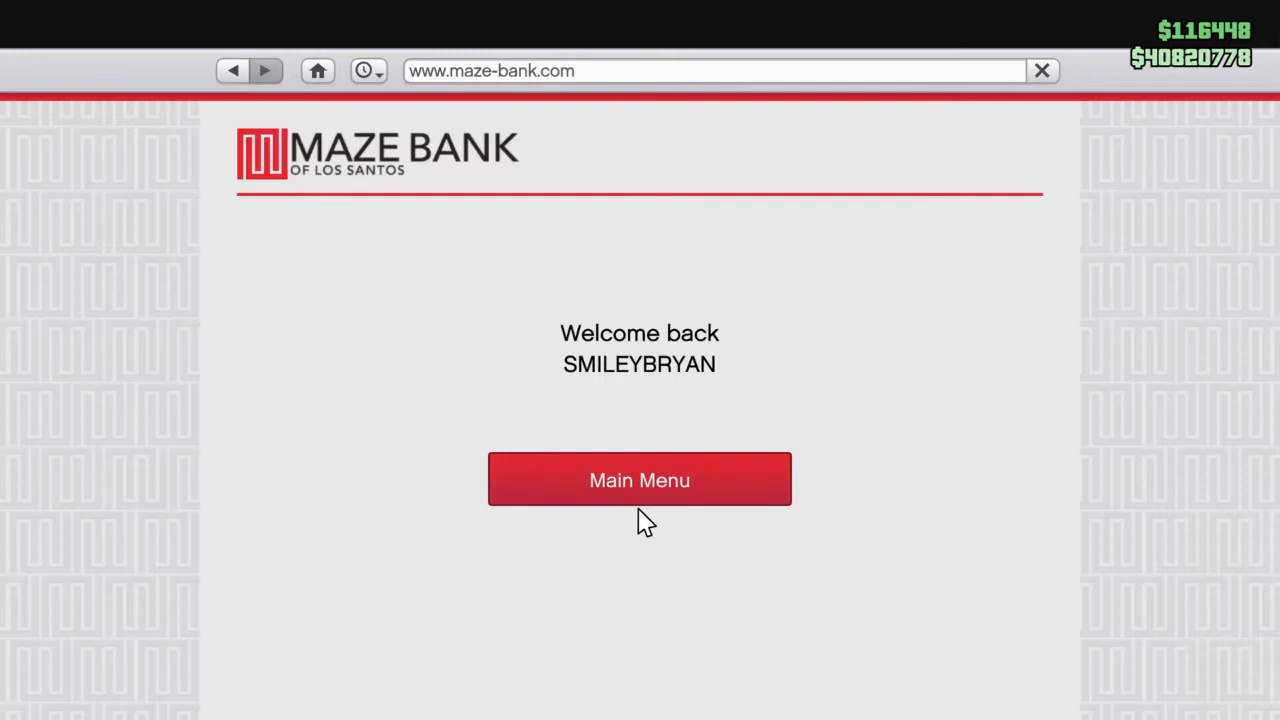 $116448
$40820778
www.maze-bank.com
MAZE BANK
OF LOS SANTOS
Welcome back
SMILEYBRYAN
Main Menu